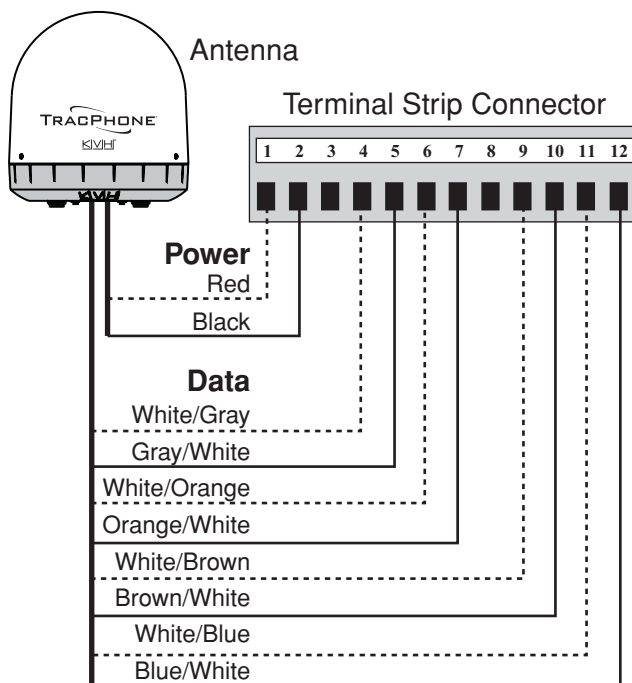 Antenna
TRACPHONE
KVH
KVH
Terminal Strip Connector
1 2 3 4 5 6 7 8 9 10 11 12
Power
Red
Black
Data
White/Gray
Gray/White
White/Orange
Orange/White
White/Brown
Brown/White
White/Blue
Blue/White